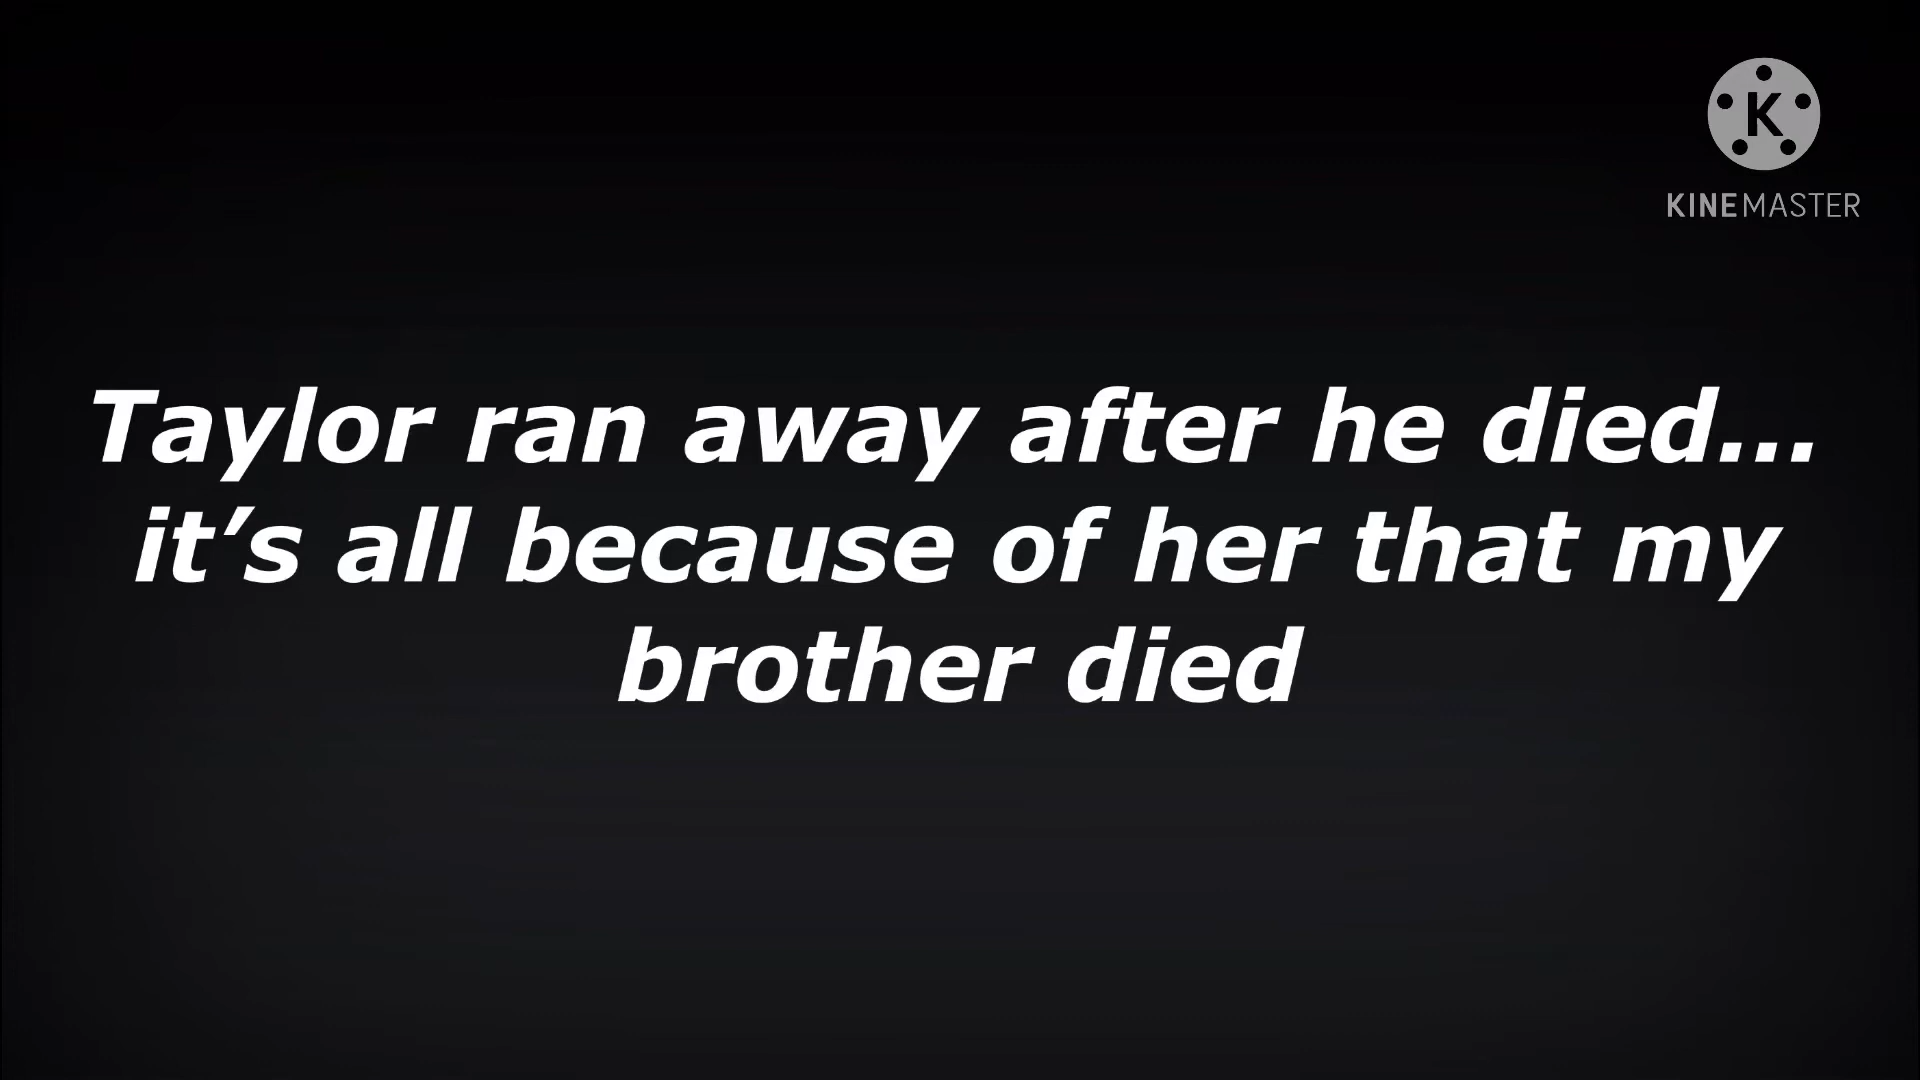 K
KINEMASTER
Taylor ran away after he died...
it’s all because of her that my
brother died